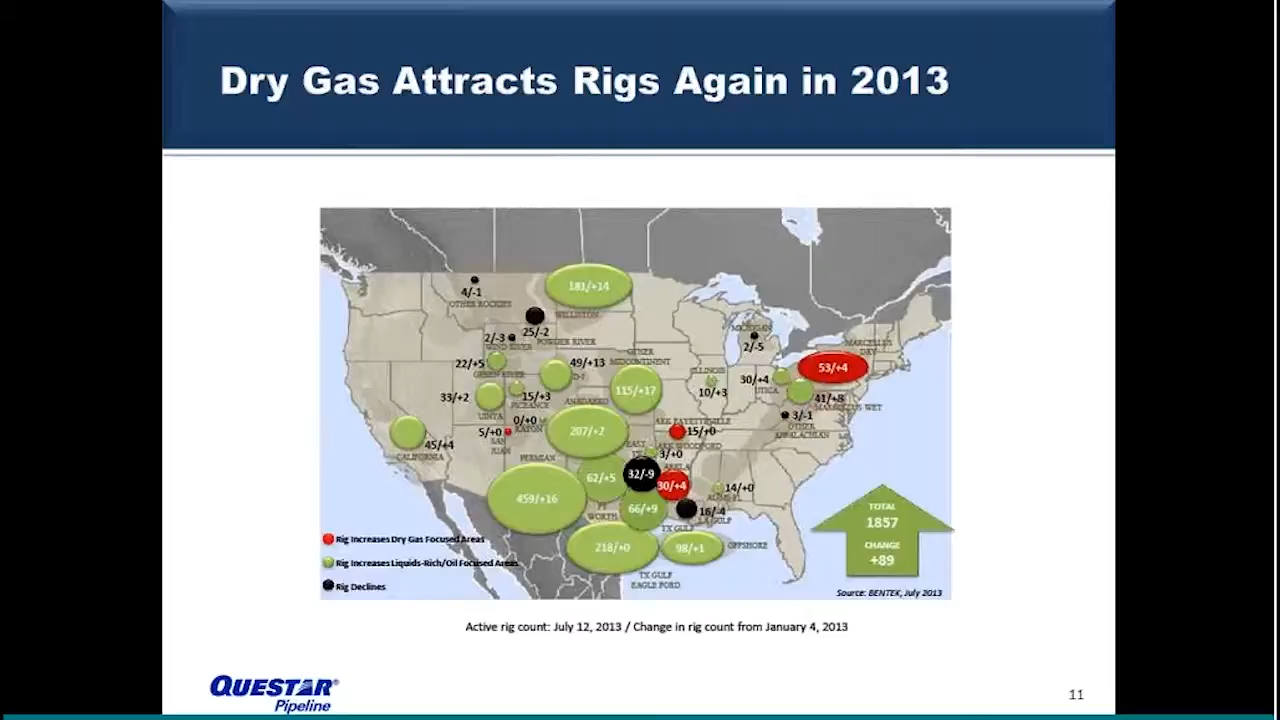 Dry Gas Attracts Rigs Again in 2013
181/+14
4/-1
OTHER ROCKIES
WILLISTON
25/-2
POWDER RIVER
2/-3
WIND RIVER
MICHIGAN
2/-5
MARCELLUS
DRY
53/+4
22/+5
GREEN RIVER
49/+13
D-J
OTHER
MIDCONTINENT
115/+17
ILLINOIS
10/+3
30/+4
UTICA
41/+8
MARCELLUS WET
33/+2
UINTA
15/+3
PICEANCE
ANADARKO
3/-1
OTHER
APPALACHIAN
0/+0
RATON
5/+0
SAN
JUAN
207/+2
ARK FAYETTEVILLE
15/+0
ARK WOODFORD
3/+0
45/+4
CALIFORNIA
PERMIAN
EAST
ARKLA
32/-9
62/+5
30/+4
14/+0
459/+16
FT
WORTH
66/+9
16/-4
LA GULF
TX GULF
218/+0
98/+1
OFFSHORE
TX GULF
EAGLE FORD
TOTAL
1857
CHANGE
+89
Rig Increases Dry Gas Focused Areas
Rig Increases Liquids-Rich/Oil Focused Areas
Rig Declines
Source: BENTEK, July 2013
Active rig count: July 12, 2013 / Change in rig count from January 4, 2013
QUESTAR®
Pipeline
11